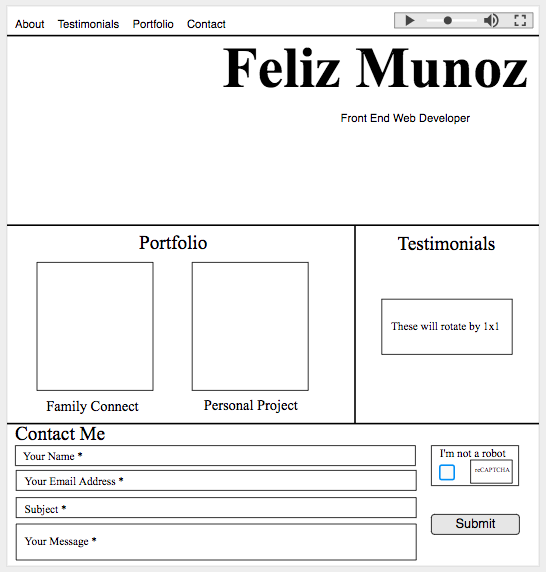 About Testimonials Portfolio Contact
Feliz Munoz
Front End Web Developer
Portfolio
Testimonials
These will rotate by 1x1
Family Connect
Personal Project
Contact Me
Your Name *
I'm not a robot
reCAPTCHA
Your Email Address *
Subject *
Submit
Your Message *